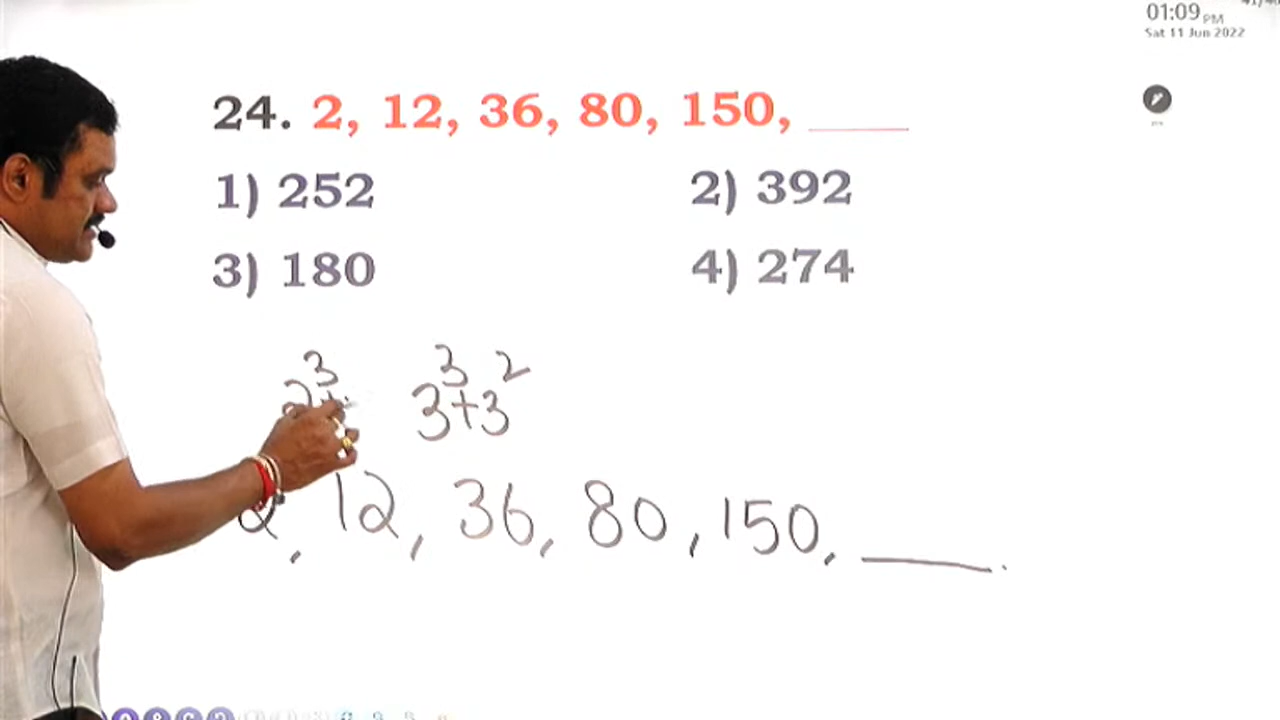 01:09 PM
Sat 11 Jun 2022
24. 2, 12, 36, 80, 150, ____
1) 252 2) 392
3) 180 4) 274
2³+ 3³+3²
2, 12, 36, 80, 150, ____